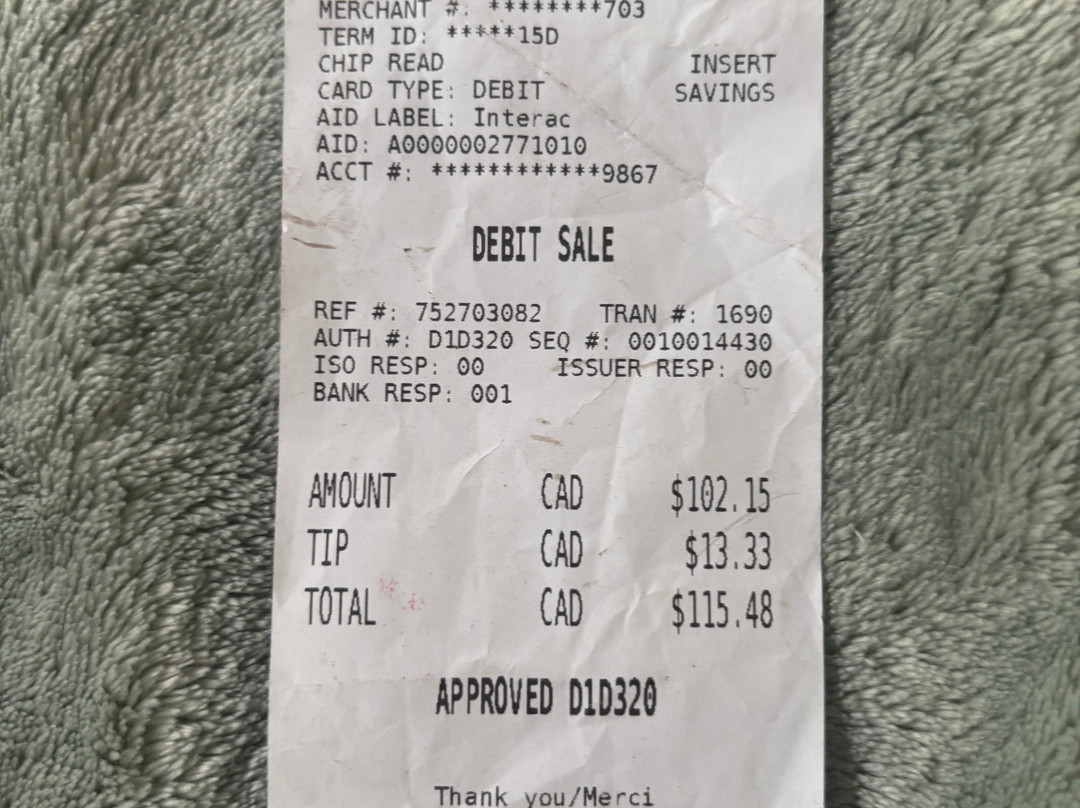 MERCHANT #: ********703
TERM ID: *****15D
CHIP READ INSERT
CARD TYPE: DEBIT SAVINGS
AID LABEL: Interac
AID: A0000002771010
ACCT #: ************9867
DEBIT SALE
REF #: 752703082 TRAN #: 1690
AUTH #: D1D320 SEQ #: 0010014430
ISO RESP: 00 ISSUER RESP: 00
BANK RESP: 001
AMOUNT CAD $102.15
TIP CAD $13.33
TOTAL CAD $115.48
APPROVED D1D320
Thank you/Merci